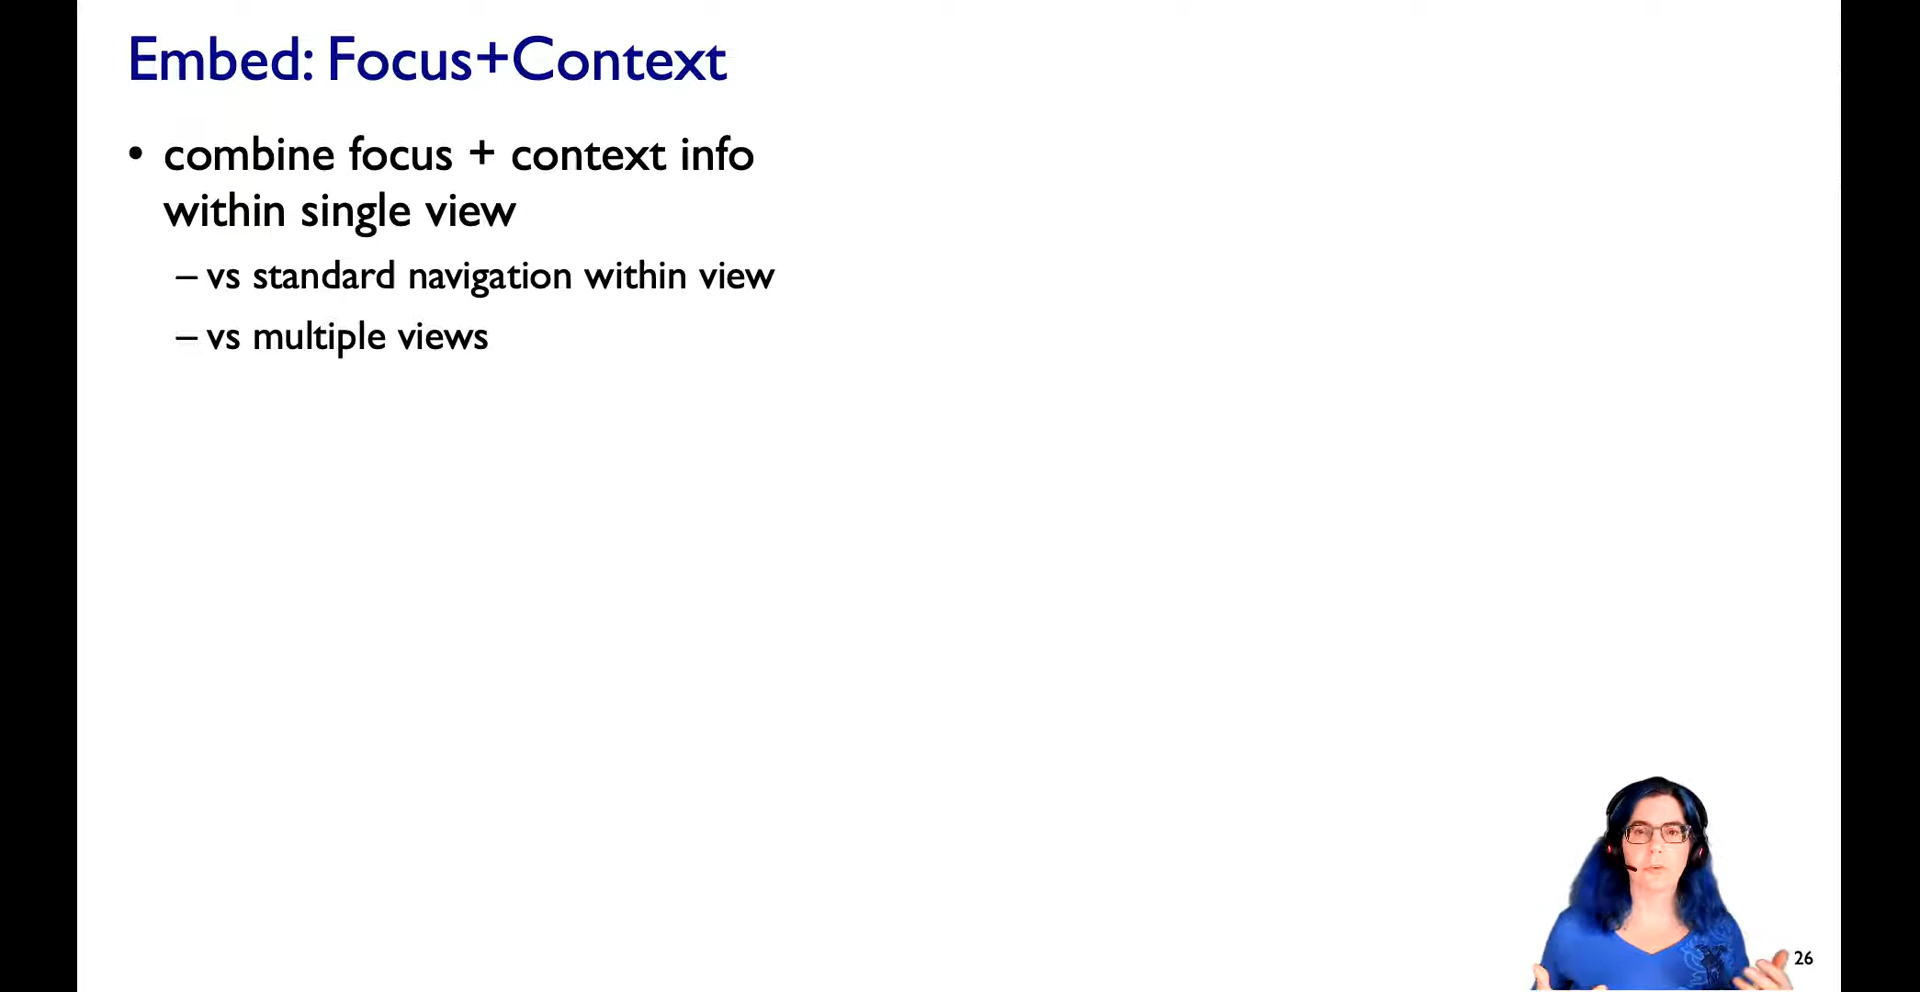 Embed: Focus+Context
• combine focus + context info
within single view
– vs standard navigation within view
– vs multiple views
26